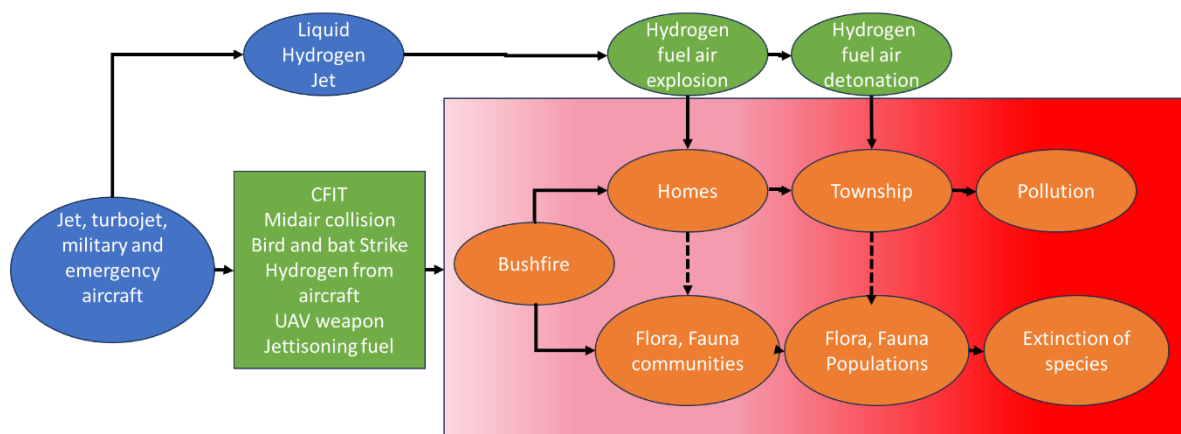 Liquid
Hydrogen
Jet
Hydrogen
fuel air
explosion
Hydrogen
fuel air
detonation
Jet, turbojet,
military and
emergency
aircraft
CFIT
Midair collision
Bird and bat Strike
Hydrogen from
aircraft
UAV weapon
Jettisoning fuel
Bushfire
Homes
Township
Pollution
Flora, Fauna
communities
Flora, Fauna
Populations
Extinction of
species